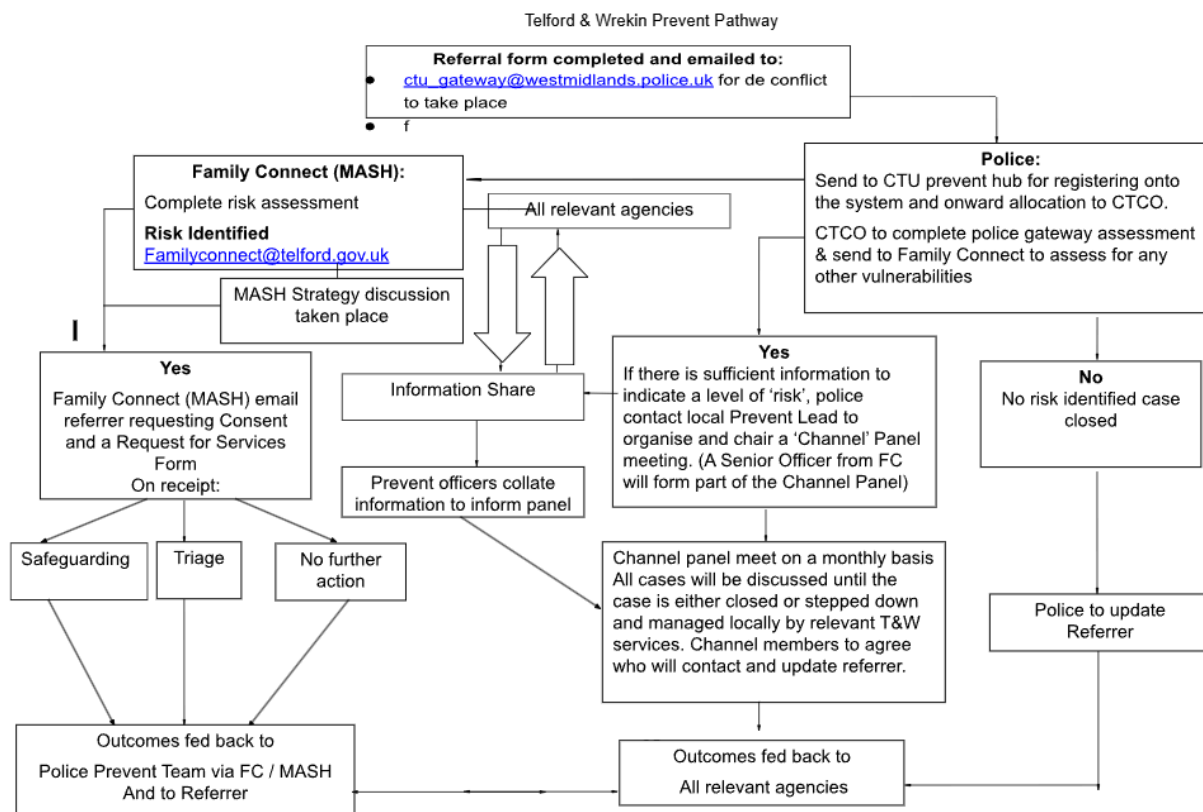 Telford & Wrekin Prevent Pathway
Referral form completed and emailed to:
● ctu_gateway@westmidlands.police.uk for de conflict
to take place
● f
Family Connect (MASH):
Complete risk assessment
Risk Identified
Familyconnect@telford.gov.uk
All relevant agencies
Police:
Send to CTU prevent hub for registering onto
the system and onward allocation to CTCO.
CTCO to complete police gateway assessment
& send to Family Connect to assess for any
other vulnerabilities
MASH Strategy discussion
taken place
Yes
Family Connect (MASH) email
referrer requesting Consent
and a Request for Services
Form
On receipt:
Information Share
Yes
If there is sufficient information to
indicate a level of ‘risk’, police
contact local Prevent Lead to
organise and chair a ‘Channel’ Panel
meeting. (A Senior Officer from FC
will form part of the Channel Panel)
No
No risk identified case
closed
Prevent officers collate
information to inform panel
Safeguarding
Triage
No further
action
Channel panel meet on a monthly basis
All cases will be discussed until the
case is either closed or stepped down
and managed locally by relevant T&W
services. Channel members to agree
who will contact and update referrer.
Police to update
Referrer
Outcomes fed back to
Police Prevent Team via FC / MASH
And to Referrer
Outcomes fed back to
All relevant agencies